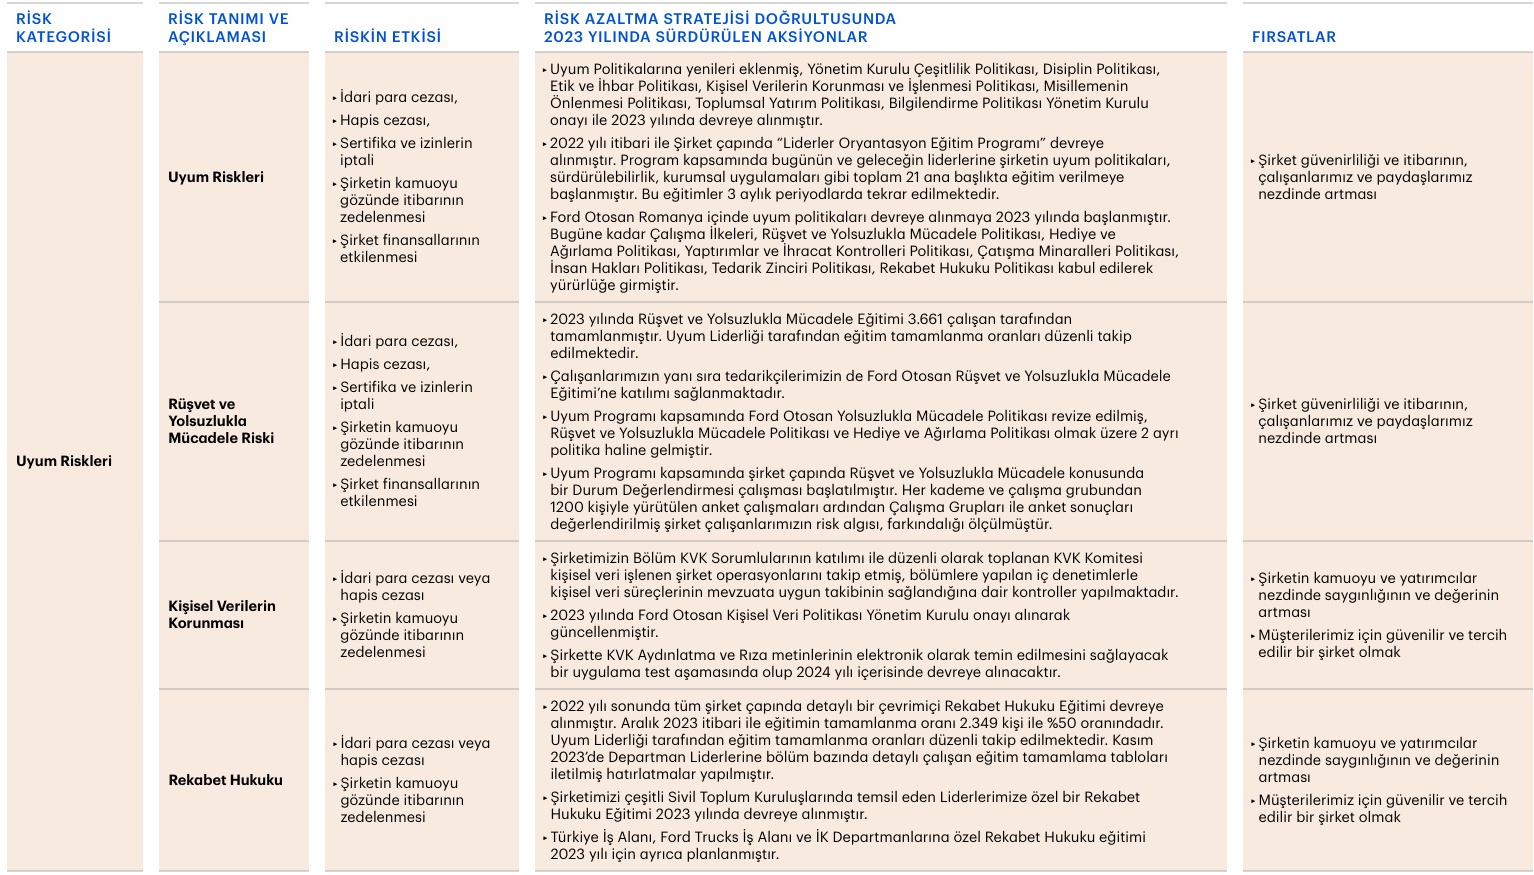 RİSK
KATEGORİSİ
RİSK TANIMI VE
AÇIKLAMASI
RİSKİN ETKİSİ
RİSK AZALTMA STRATEJİSİ DOĞRULTUSUNDA
2023 YILINDA SÜRDÜRÜLEN AKSİYONLAR
FIRSATLAR
Uyum Riskleri
Uyum Riskleri
▸ İdari para cezası,
▸ Hapis cezası,
▸ Sertifika ve izinlerin
iptali
▸ Şirketin kamuoyu
gözünde itibarının
zedelenmesi
▸ Şirket finansallarının
etkilenmesi
▸ Uyum Politikalarına yenileri eklenmiş, Yönetim Kurulu Çeşitlilik Politikası, Disiplin Politikası,
Etik ve İhbar Politikası, Kişisel Verilerin Korunması ve İşlenmesi Politikası, Misillemenin
Önlenmesi Politikası, Toplumsal Yatırım Politikası, Bilgilendirme Politikası Yönetim Kurulu
onayı ile 2023 yılında devreye alınmıştır.
▸ 2022 yılı itibari ile Şirket çapında “Liderler Oryantasyon Eğitim Programı” devreye
alınmıştır. Program kapsamında bugünün ve geleceğin liderlerine şirketin uyum politikaları,
sürdürülebilirlik, kurumsal uygulamaları gibi toplam 21 ana başlıkta eğitim verilmeye
başlanmıştır. Bu eğitimler 3 aylık periyodlarda tekrar edilmektedir.
▸ Ford Otosan Romanya içinde uyum politikaları devreye alınmaya 2023 yılında başlanmıştır.
Bugüne kadar Çalışma İlkeleri, Rüşvet ve Yolsuzlukla Mücadele Politikası, Hediye ve
Ağırlama Politikası, Yaptırımlar ve İhracat Kontrolleri Politikası, Çatışma Minaralleri Politikası,
İnsan Hakları Politikası, Tedarik Zinciri Politikası, Rekabet Hukuku Politikası kabul edilerek
yürürlüğe girmiştir.
▸ Şirket güvenirliliği ve itibarının,
çalışanlarımız ve paydaşlarımız
nezdinde artması
Rüşvet ve
Yolsuzlukla
Mücadele Riski
▸ İdari para cezası,
▸ Hapis cezası,
▸ Sertifika ve izinlerin
iptali
▸ Şirketin kamuoyu
gözünde itibarının
zedelenmesi
▸ Şirket finansallarının
etkilenmesi
▸ 2023 yılında Rüşvet ve Yolsuzlukla Mücadele Eğitimi 3.661 çalışan tarafından
tamamlanmıştır. Uyum Liderliği tarafından eğitim tamamlanma oranları düzenli takip
edilmektedir.
▸ Çalışanlarımızın yanı sıra tedarikçilerimizin de Ford Otosan Rüşvet ve Yolsuzlukla Mücadele
Eğitimi’ne katılımı sağlanmaktadır.
▸ Uyum Programı kapsamında Ford Otosan Yolsuzlukla Mücadele Politikası revize edilmiş,
Rüşvet ve Yolsuzlukla Mücadele Politikası ve Hediye ve Ağırlama Politikası olmak üzere 2 ayrı
politika haline gelmiştir.
▸ Uyum Programı kapsamında şirket çapında Rüşvet ve Yolsuzlukla Mücadele konusunda
bir Durum Değerlendirmesi çalışması başlatılmıştır. Her kademe ve çalışma grubundan
1200 kişiyle yürütülen anket çalışmaları ardından Çalışma Grupları ile anket sonuçları
değerlendirilmiş şirket çalışanlarımızın risk algısı, farkındalığı ölçülmüştür.
▸ Şirket güvenirliliği ve itibarının,
çalışanlarımız ve paydaşlarımız
nezdinde artması
Kişisel Verilerin
Korunması
▸ İdari para cezası veya
hapis cezası
▸ Şirketin kamuoyu
gözünde itibarının
zedelenmesi
▸ Şirketimizin Bölüm KVK Sorumlularının katılımı ile düzenli olarak toplanan KVK Komitesi
kişisel veri işlenen şirket operasyonlarını takip etmiş, bölümlere yapılan iç denetimlerle
kişisel veri süreçlerinin mevzuata uygun takibinin sağlandığına dair kontroller yapılmaktadır.
▸ 2023 yılında Ford Otosan Kişisel Veri Politikası Yönetim Kurulu onayı alınarak
güncellenmiştir.
▸ Şirkette KVK Aydınlatma ve Rıza metinlerinin elektronik olarak temin edilmesini sağlayacak
bir uygulama test aşamasında olup 2024 yılı içerisinde devreye alınacaktır.
▸ Şirketin kamuoyu ve yatırımcılar
nezdinde saygınlığının ve değerinin
artması
▸ Müşterilerimiz için güvenilir ve tercih
edilir bir şirket olmak
Rekabet Hukuku
▸ İdari para cezası veya
hapis cezası
▸ Şirketin kamuoyu
gözünde itibarının
zedelenmesi
▸ 2022 yılı sonunda tüm şirket çapında detaylı bir çevrimiçi Rekabet Hukuku Eğitimi devreye
alınmıştır. Aralık 2023 itibari ile eğitimin tamamlanma oranı 2.349 kişi ile %50 oranındadır.
Uyum Liderliği tarafından eğitim tamamlanma oranları düzenli takip edilmektedir. Kasım
2023’de Departman Liderlerine bölüm bazında detaylı çalışan eğitim tamamlama tabloları
iletilmiş hatırlatmalar yapılmıştır.
▸ Şirketimizi çeşitli Sivil Toplum Kuruluşlarında temsil eden Liderlerimize özel bir Rekabet
Hukuku Eğitimi 2023 yılında devreye alınmıştır.
▸ Türkiye İş Alanı, Ford Trucks İş Alanı ve İK Departmanlarına özel Rekabet Hukuku eğitimi
2023 yılı için ayrıca planlanmıştır.
▸ Şirketin kamuoyu ve yatırımcılar
nezdinde saygınlığının ve değerinin
artması
▸ Müşterilerimiz için güvenilir ve tercih
edilir bir şirket olmak